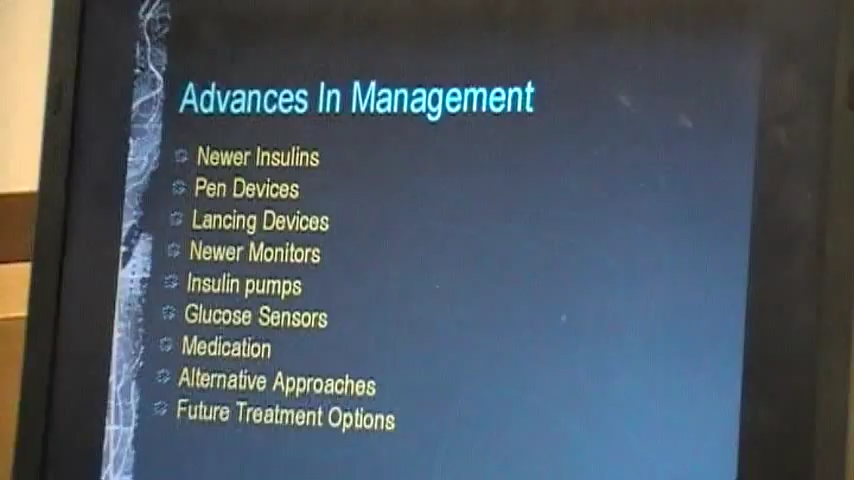 Advances In Management
Newer Insulins
Pen Devices
Lancing Devices
Newer Monitors
Insulin pumps
Glucose Sensors
Medication
Alternative Approaches
Future Treatment Options